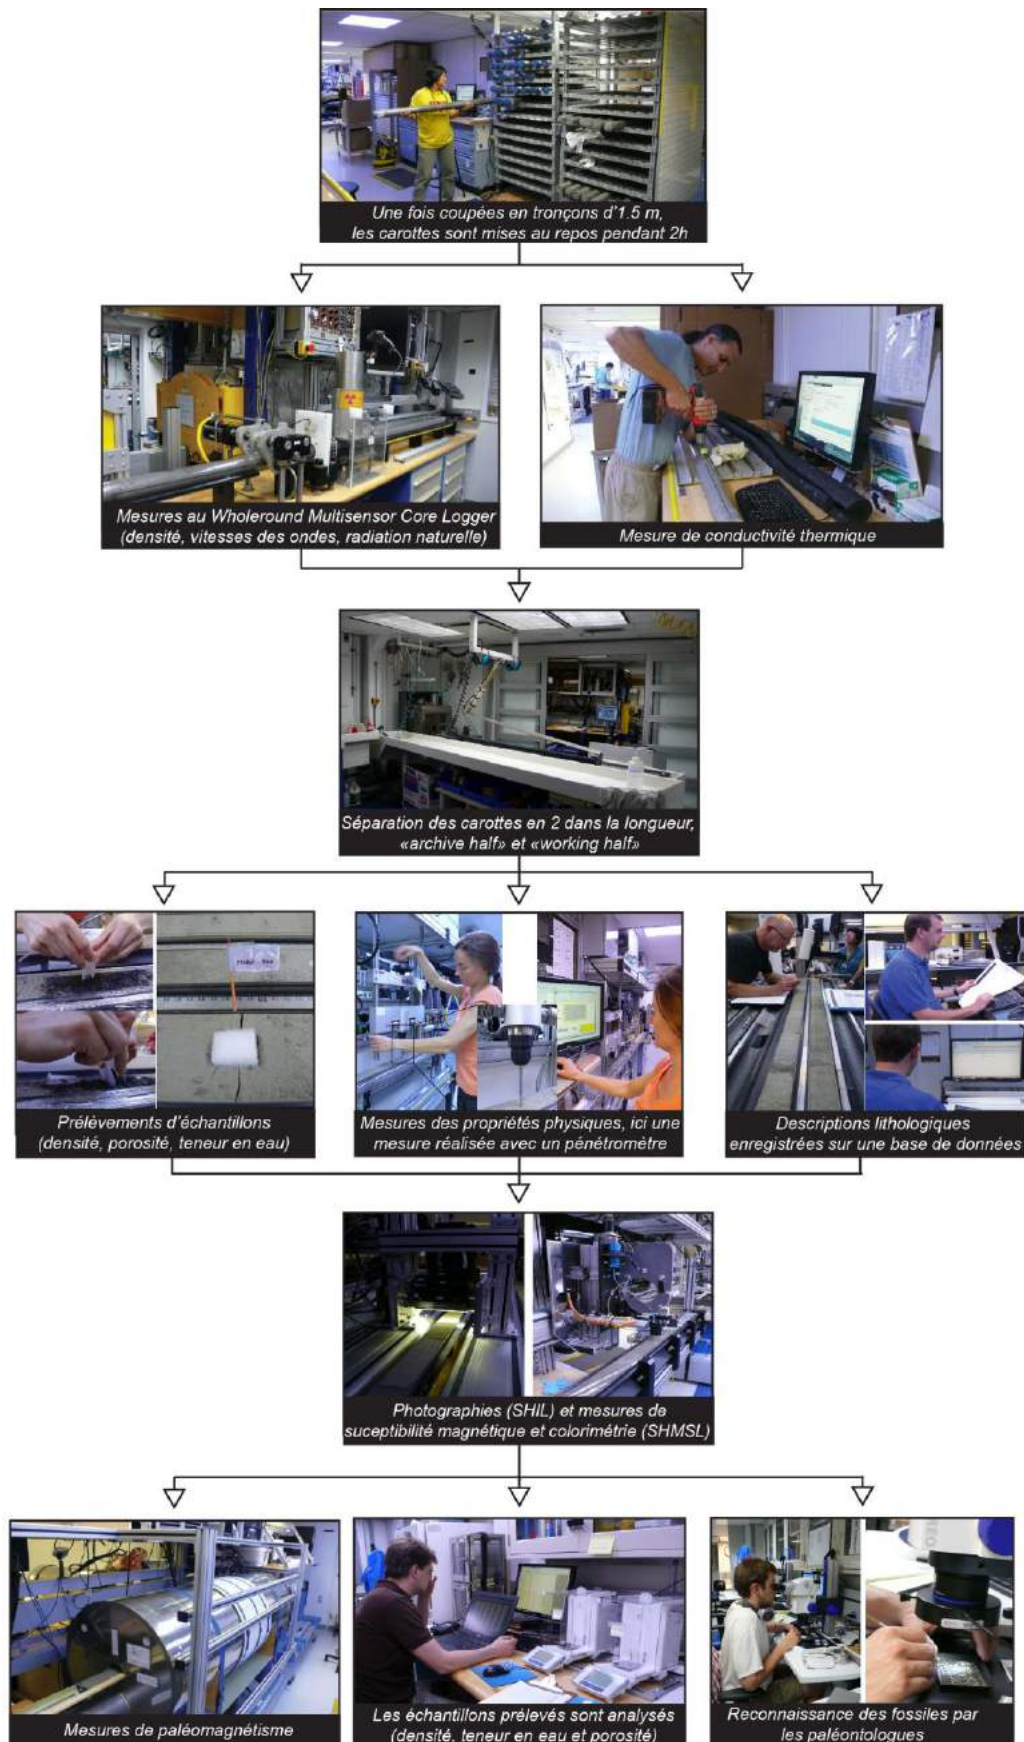 Une fois coupées en tronçons d'1.5 m,
les carottes sont mises au repos pendant 2h
Mesures au Wholeround Multisensor Core Logger
(densité, vitesses des ondes, radiation naturelle)
Mesure de conductivité thermique
Séparation des carottes en 2 dans la longueur,
«archive half» et «working half»
Prélèvements d'échantillons
(densité, porosité, teneur en eau)
Mesures des propriétés physiques, ici une
mesure réalisée avec un pénétromètre
Descriptions lithologiques
enregistrées sur une base de données
Photographies (SHIL) et mesures de
suceptibilité magnétique et colorimétrie (SHMSL)
Mesures de paléomagnétisme
Les échantillons prélevés sont analysés
(densité, teneur en eau et porosité)
Reconnaissance des fossiles par
les paléontologues